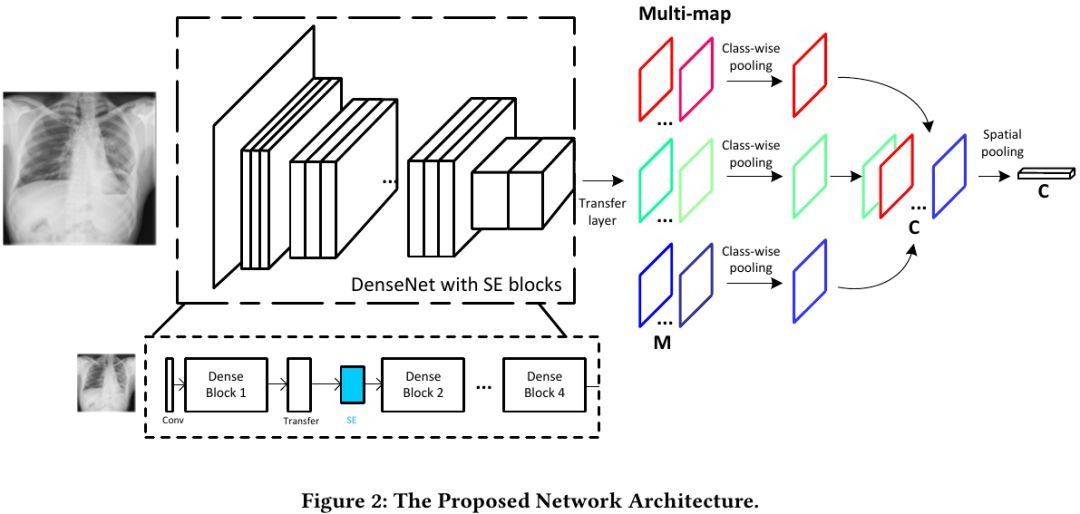 Multi-map
Class-wise
pooling
...
Class-wise
pooling
Spatial
pooling
...
Transfer
layer
...
...
C
C
Class-wise
pooling
DenseNet with SE blocks
...
M
Dense
Block 1
Dense
Block 2
...
Dense
Block 4
Conv
Transfer
SE
Figure 2: The Proposed Network Architecture.